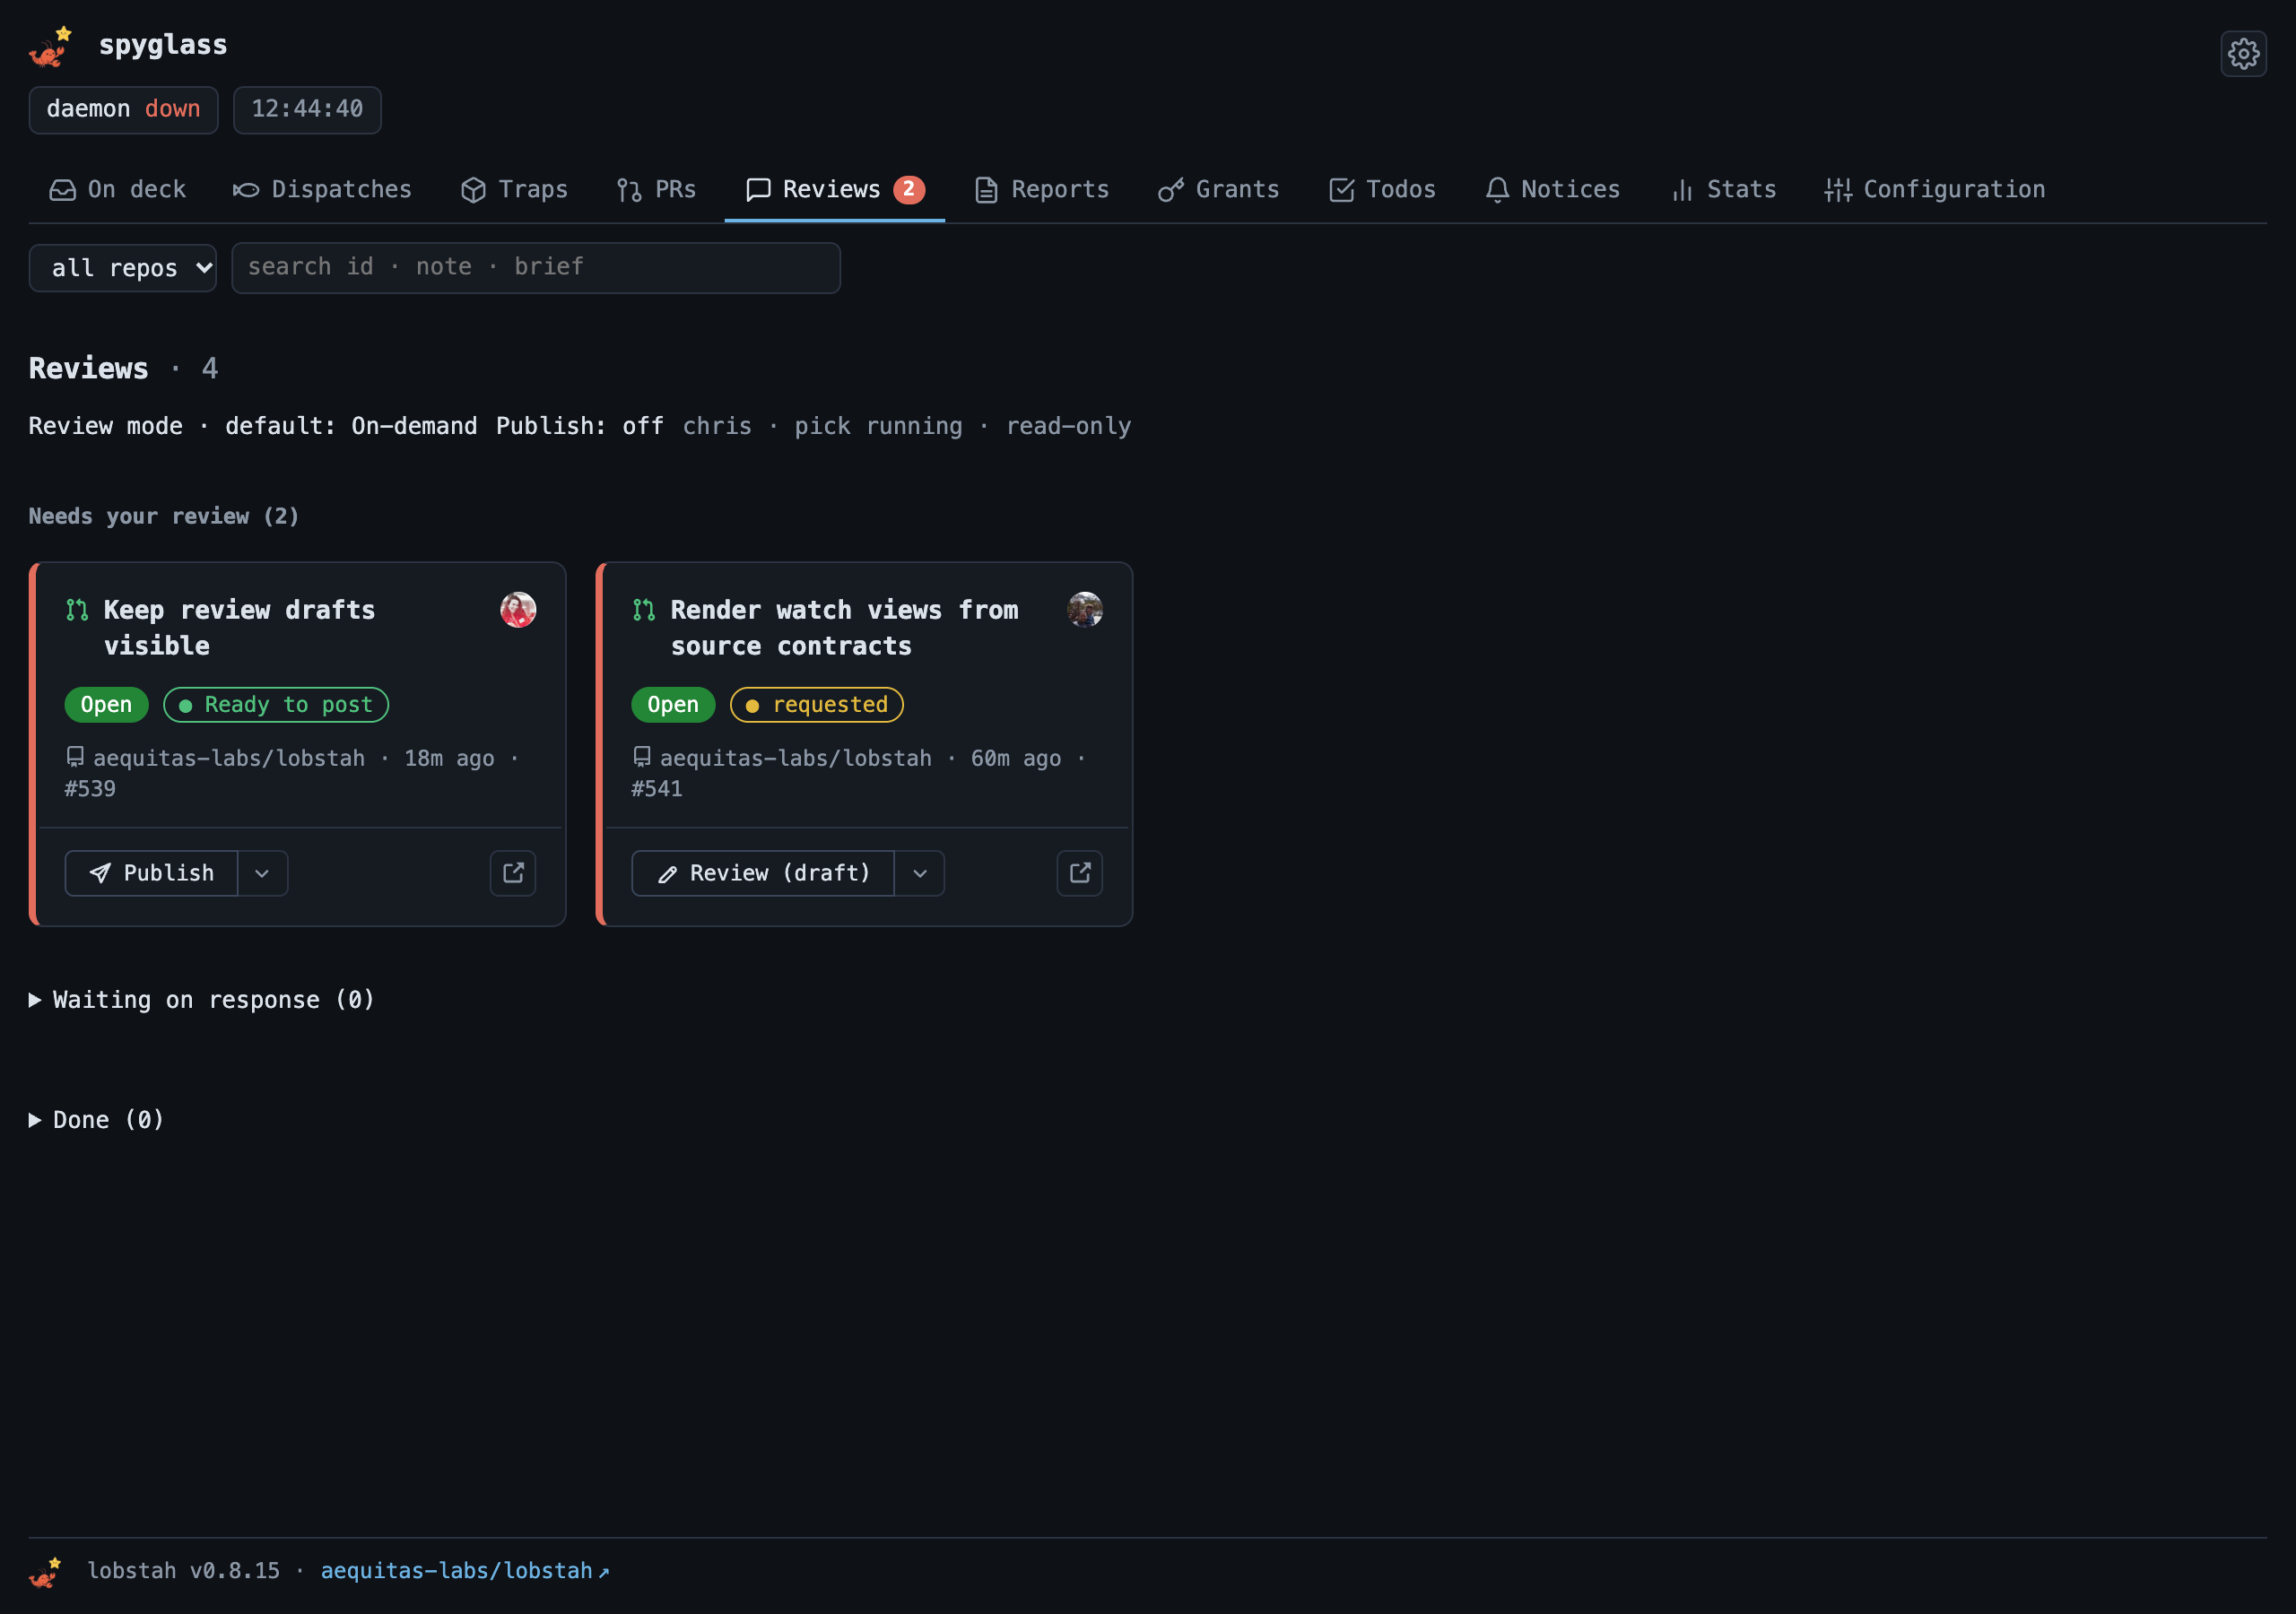 spyglass
daemon down 12:44:40
On deck Dispatches Traps PRs Reviews 2 Reports Grants Todos Notices Stats Configuration
all repos search id · note · brief
Reviews · 4
Review mode · default: On-demand Publish: off chris · pick running · read-only
Needs your review (2)
Keep review drafts
visible
Open Ready to post
aequitas-labs/lobstah · 18m ago ·
#539
Publish
Render watch views from
source contracts
Open requested
aequitas-labs/lobstah · 60m ago ·
#541
Review (draft)
Waiting on response (0)
Done (0)
lobstah v0.8.15 · aequitas-labs/lobstah↗